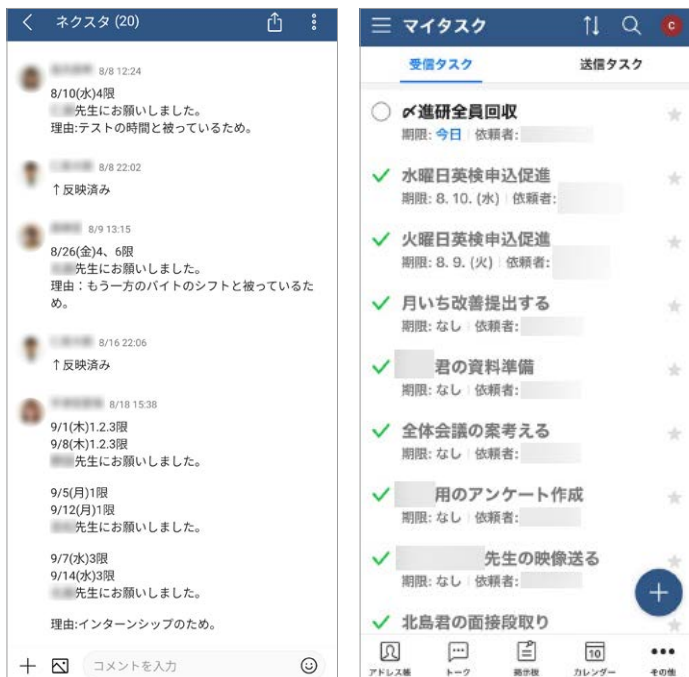 ネクスタ (20)
8/8 12:24
8/10(水)4限
先生にお願いしました。
理由:テストの時間と被っているため。
8/8 22:02
↑反映済み
8/9 13:15
8/26(金)4、6限
先生にお願いしました。
理由：もう一方のバイトのシフトと被っているた
め。
8/16 22:06
↑反映済み
8/18 15:38
9/1(木)1.2.3限
9/8(木)1.2.3限
先生にお願いしました。
9/5(月)1限
9/12(月)1限
先生にお願いしました。
9/7(水)3限
9/14(水)3限
先生にお願いしました。
理由:インターンシップのため。
コメントを入力
マイタスク
C
受信タスク
送信タスク
〆進研全員回収
期限: 今日 依頼者:
水曜日英検申込促進
期限: 8. 10. (水) 依頼者:
火曜日英検申込促進
期限: 8. 9. (火) 依頼者:
月いち改善提出する
期限: なし 依頼者:
君の資料準備
期限: なし 依頼者:
全体会議の案考える
期限: なし 依頼者:
用のアンケート作成
期限: なし 依頼者:
先生の映像送る
期限: なし 依頼者:
北島君の面接段取り
アドレス帳
トーク
掲示板
10
カレンダー
その他